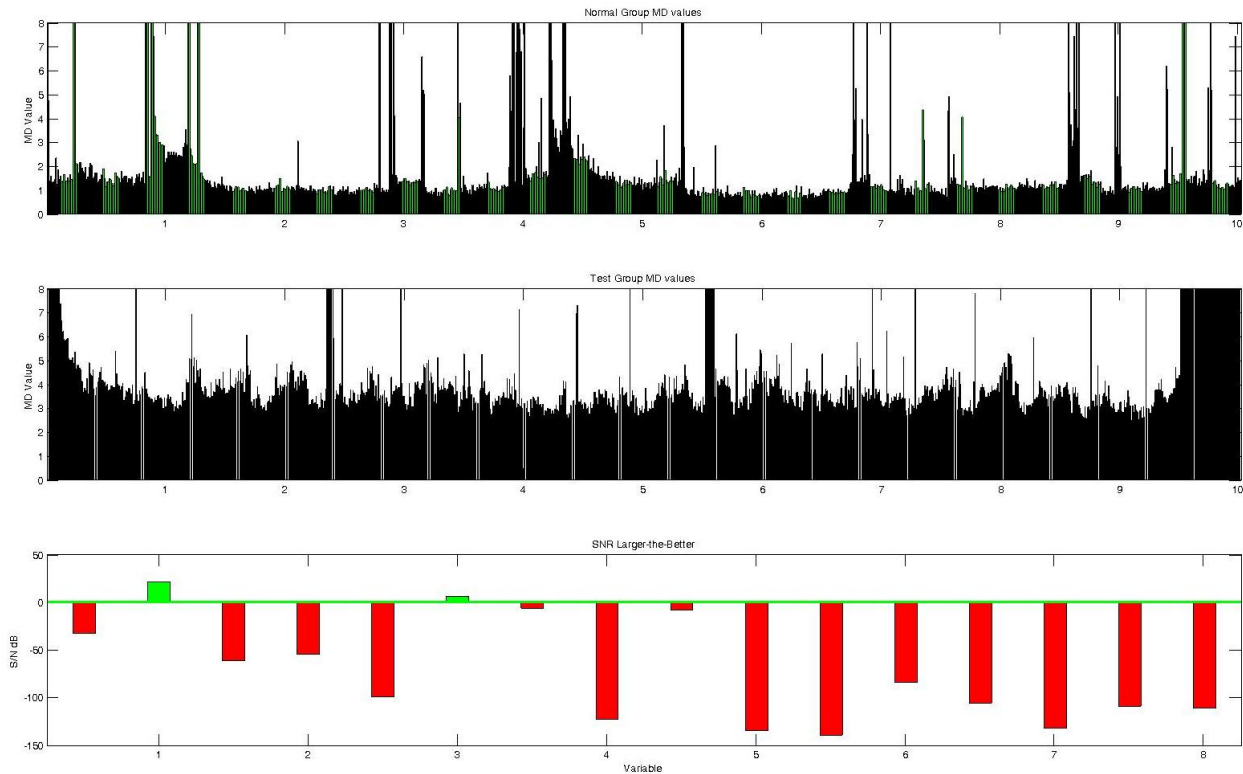 Normal Group MD values
8
7
6
5
4
3
2
1
0
MD Value
1 2 3 4 5 6 7 8 9 10
Test Group MD values
8
7
6
5
4
3
2
1
0
MD Value
1 2 3 4 5 6 7 8 9 10
SNR Larger-the-Better
50
0
-50
-100
-150
S/N dB
1 2 3 4 5 6 7 8
Variable